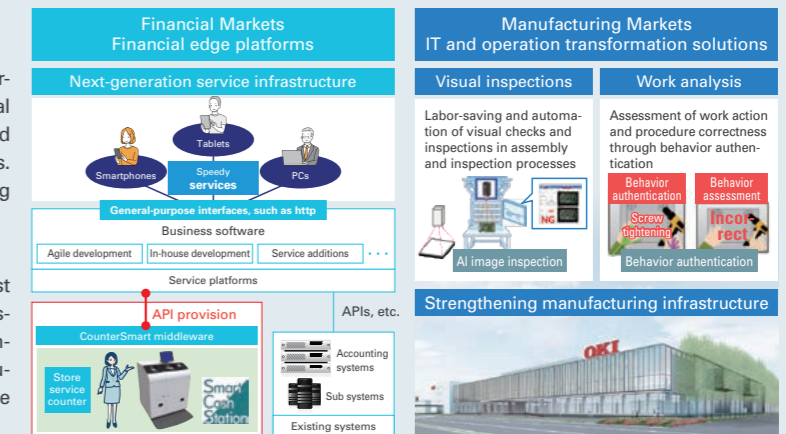 Financial Markets
Financial edge platforms
Next-generation service infrastructure
Tablets
Smartphones
Speedy
services
PCs
General-purpose interfaces, such as http
Business software
Agile development
In-house development
Service additions
Service platforms
API provision
APIs, etc.
CounterSmart middleware
Store
service
counter
Smart
Cash
Station
Accounting
systems
Sub systems
Existing systems
Manufacturing Markets
IT and operation transformation solutions
Visual inspections
Labor-saving and automa-
tion of visual checks and
inspections in assembly
and inspection processes
NG
AI image inspection
Work analysis
Assessment of work action
and procedure correctness
through behavior authen-
tication
Behavior
authentication
Screw
tightening
Behavior
assessment
Incor
rect
Behavior authentication
Strengthening manufacturing infrastructure
OKI